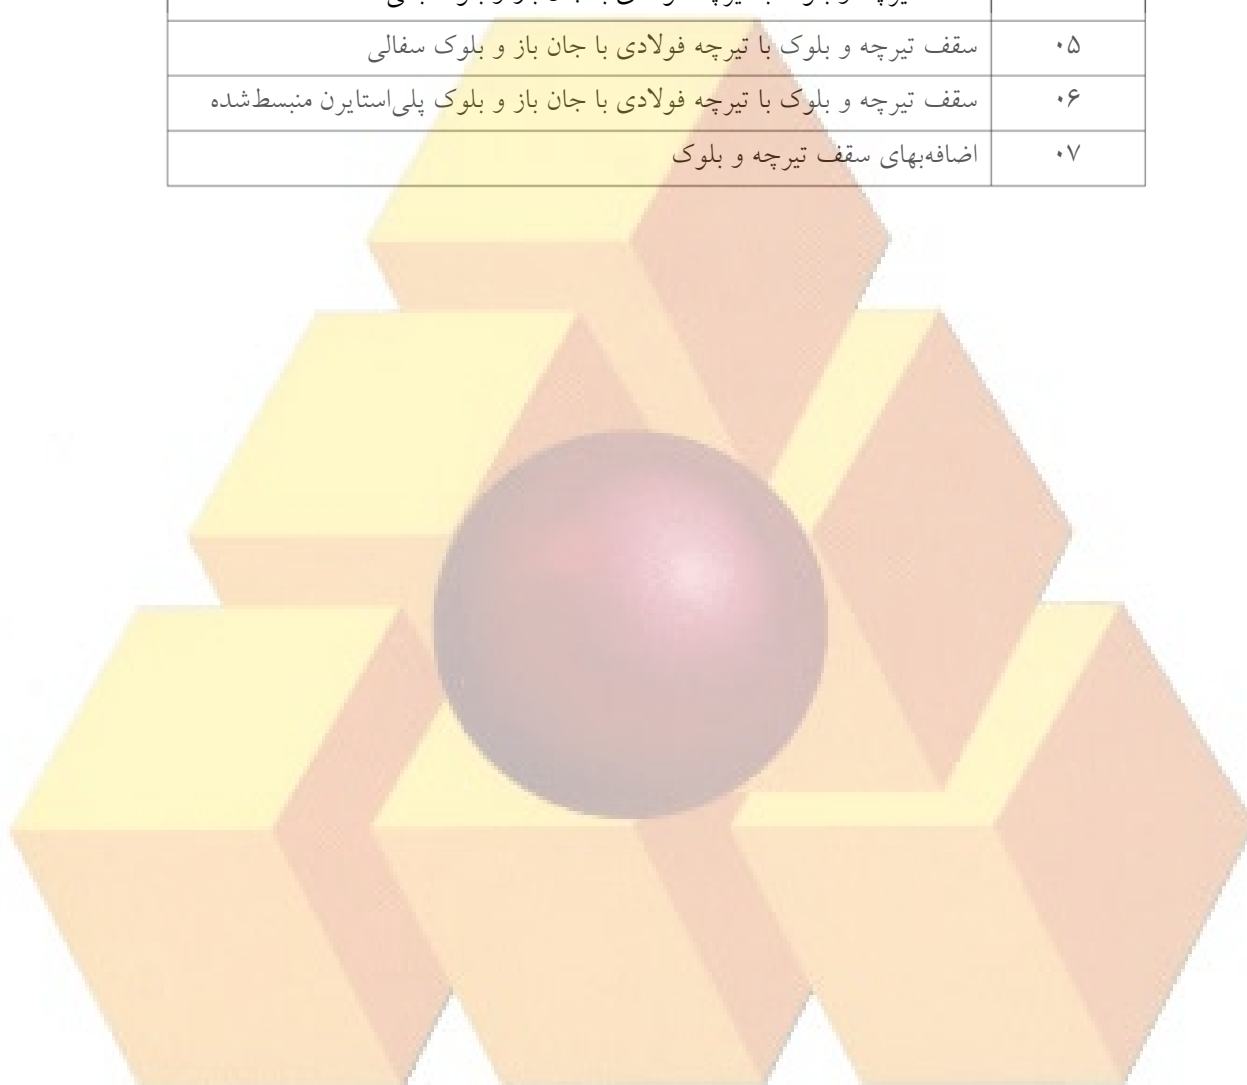 ۰۵ سقف تیرچه و بلوک با تیرچه فولادی با جان باز و بلوک سفالی
۰۶ سقف تیرچه و بلوک با تیرچه فولادی با جان باز و بلوک پلی‌استایرن منبسط‌شده
۰۷ اضافه‌بهای سقف تیرچه و بلوک